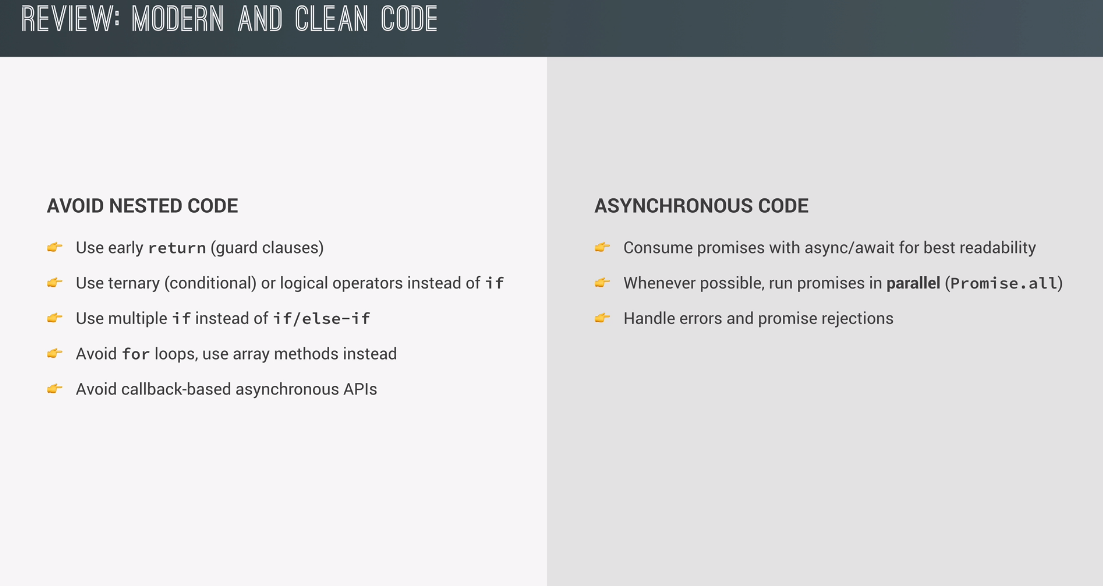 REVIEW: MODERN AND CLEAN CODE
AVOID NESTED CODE
👉 Use early return (guard clauses)
👉 Use ternary (conditional) or logical operators instead of if
👉 Use multiple if instead of if/else-if
👉 Avoid for loops, use array methods instead
👉 Avoid callback-based asynchronous APIs
ASYNCHRONOUS CODE
👉 Consume promises with async/await for best readability
👉 Whenever possible, run promises in parallel (Promise.all)
👉 Handle errors and promise rejections